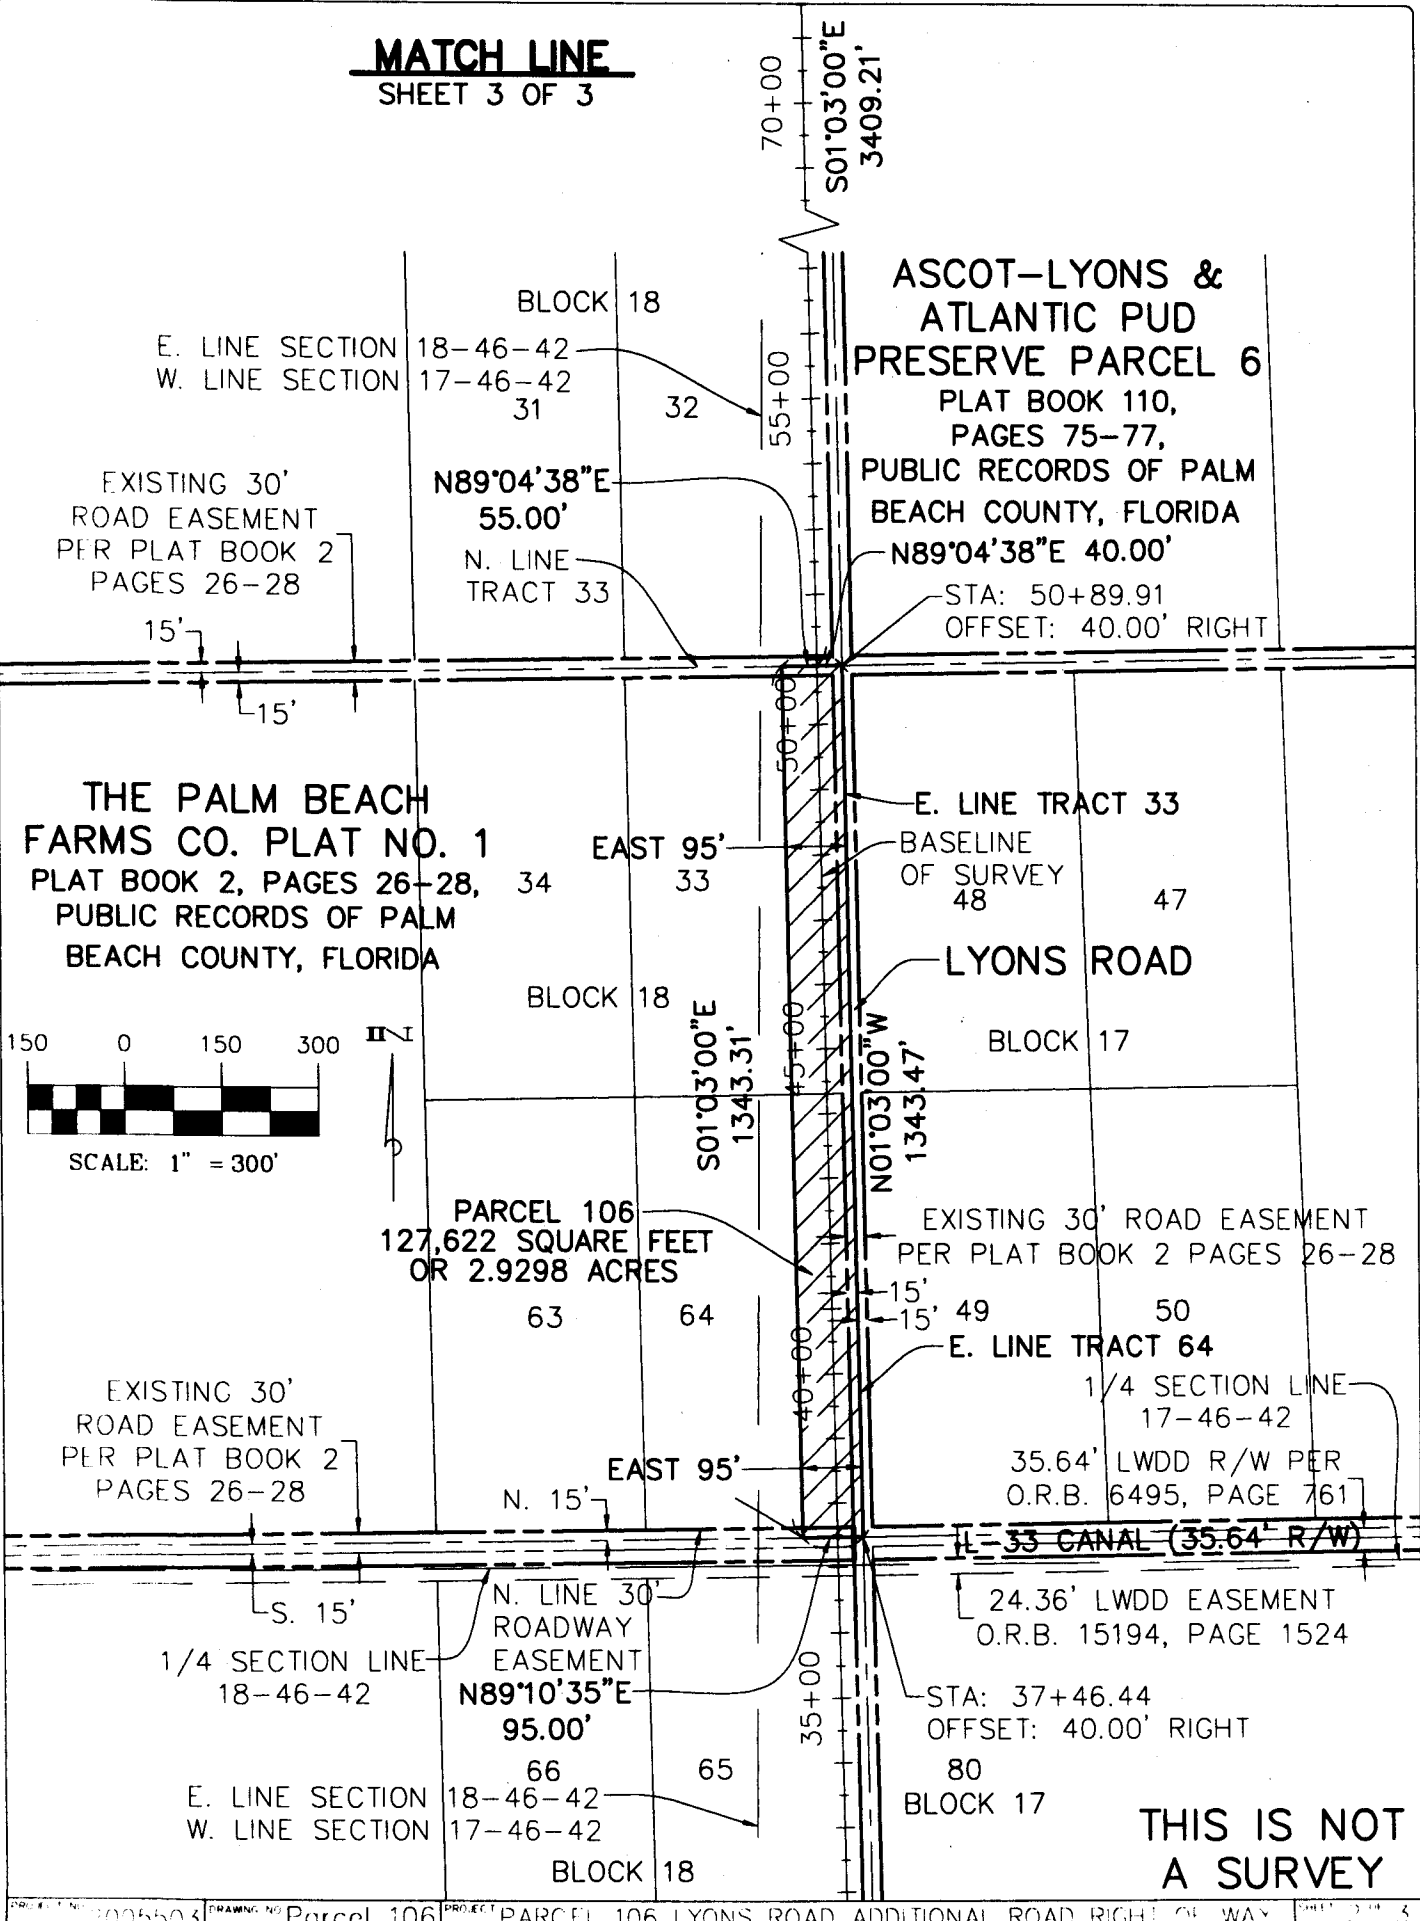 MATCH LINE
SHEET 3 OF 3
70+00
S01°03'00"E
3409.21'
BLOCK 18
E. LINE SECTION 18-46-42
W. LINE SECTION 17-46-42
31
32
55+00
ASCOT-LYONS &
ATLANTIC PUD
PRESERVE PARCEL 6
PLAT BOOK 110,
PAGES 75-77,
PUBLIC RECORDS OF PALM
BEACH COUNTY, FLORIDA
N89°04'38"E
55.00'
N89°04'38"E 40.00'
EXISTING 30'
ROAD EASEMENT
PER PLAT BOOK 2
PAGES 26-28
N. LINE
TRACT 33
STA: 50+89.91
OFFSET: 40.00' RIGHT
15'
15'
50+00
THE PALM BEACH
FARMS CO. PLAT NO. 1
PLAT BOOK 2, PAGES 26-28,
PUBLIC RECORDS OF PALM
BEACH COUNTY, FLORIDA
34
EAST 95'
33
E. LINE TRACT 33
BASELINE
OF SURVEY
48
47
LYONS ROAD
BLOCK 18
BLOCK 17
S01°03'00"E
1343.31'
45+00
N01°03'00"W
1343.47'
150 0 150 300
SCALE: 1" = 300'
PARCEL 106
127,622 SQUARE FEET
OR 2.9298 ACRES
63
64
EXISTING 30' ROAD EASEMENT
PER PLAT BOOK 2 PAGES 26-28
15'
15'
49
50
E. LINE TRACT 64
40+00
1/4 SECTION LINE
17-46-42
EXISTING 30'
ROAD EASEMENT
PER PLAT BOOK 2
PAGES 26-28
EAST 95'
N. 15'
35.64' LWDD R/W PER
O.R.B. 6495, PAGE 761
L-33 CANAL (35.64' R/W)
S. 15'
N. LINE 30'
ROADWAY
EASEMENT
24.36' LWDD EASEMENT
O.R.B. 15194, PAGE 1524
1/4 SECTION LINE
18-46-42
N89°10'35"E
95.00'
35+00
STA: 37+46.44
OFFSET: 40.00' RIGHT
66
65
80
BLOCK 17
E. LINE SECTION 18-46-42
W. LINE SECTION 17-46-42
BLOCK 18
THIS IS NOT
A SURVEY
DRAWING NO Parcel 106 PROJECT PARCEL 106 LYONS ROAD ADDITIONAL ROAD RIGHT OF WAY